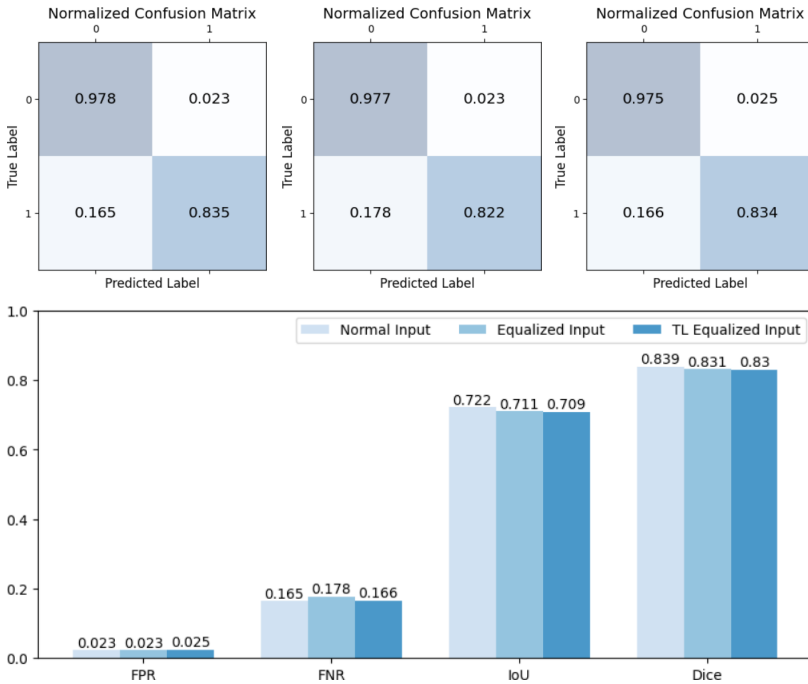 Normalized Confusion Matrix
0 1
True Label
0 0.978 0.023
1 0.165 0.835
Predicted Label
Normalized Confusion Matrix
0 1
True Label
0 0.977 0.023
1 0.178 0.822
Predicted Label
Normalized Confusion Matrix
0 1
True Label
0 0.975 0.025
1 0.166 0.834
Predicted Label
Normal Input Equalized Input TL Equalized Input
1.0
0.8
0.6
0.4
0.2
0.0
0.023 0.023 0.025
0.165 0.178 0.166
0.722 0.711 0.709
0.839 0.831 0.83
FPR FNR IoU Dice